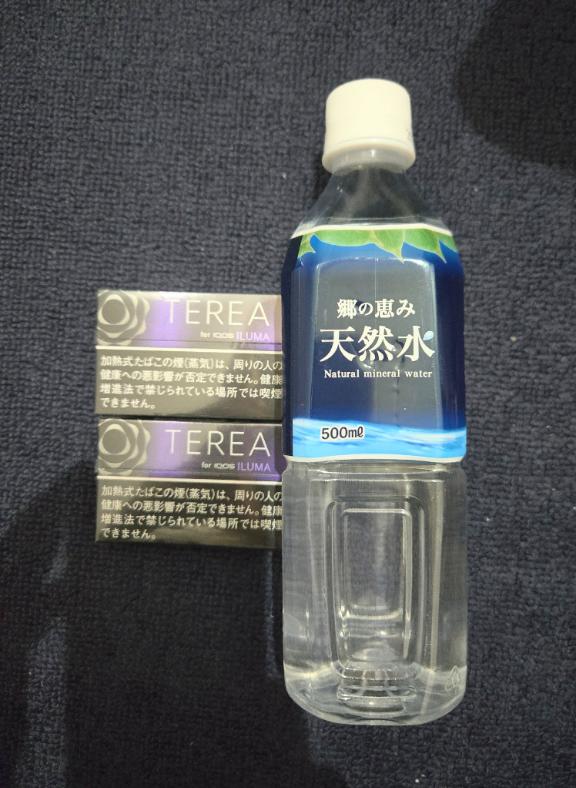 TEREA
for IQOS ILUMA
加熱式たばこの煙(蒸気)は、周りの人の
健康への悪影響が否定できません。健康
増進法で禁じられている場所では喫煙
できません。
TEREA
for IQOS ILUMA
加熱式たばこの煙(蒸気)は、周りの人の
健康への悪影響が否定できません。健康
増進法で禁じられている場所では喫煙
できません。
郷の恵み
天然水
Natural mineral water
500mℓ